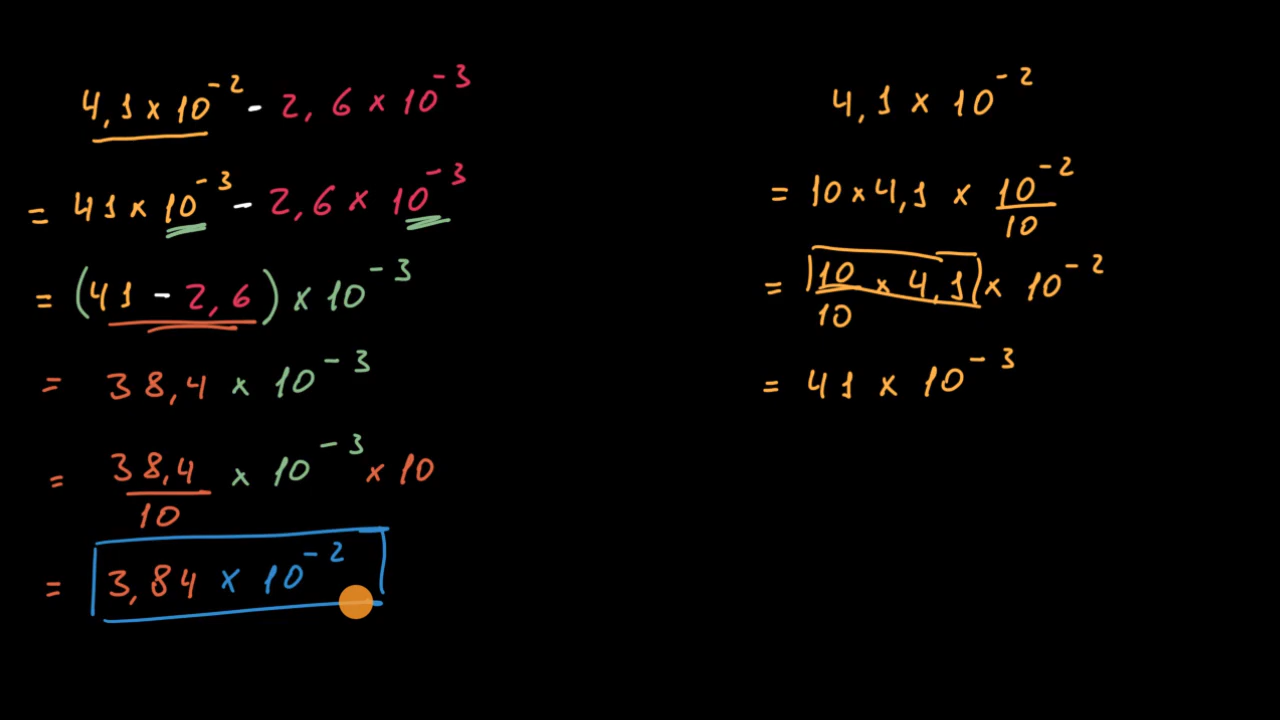 4,1 × 10⁻² - 2,6 × 10⁻³
= 41 × 10⁻³ - 2,6 × 10⁻³
= (41 - 2,6) × 10⁻³
= 38,4 × 10⁻³
= 38,4/10 × 10⁻³ × 10
= 3,84 × 10⁻²
4,1 × 10⁻²
= 10 × 4,1 × 10⁻²/10
= 10/10 × 4,1 × 10⁻²
= 41 × 10⁻³